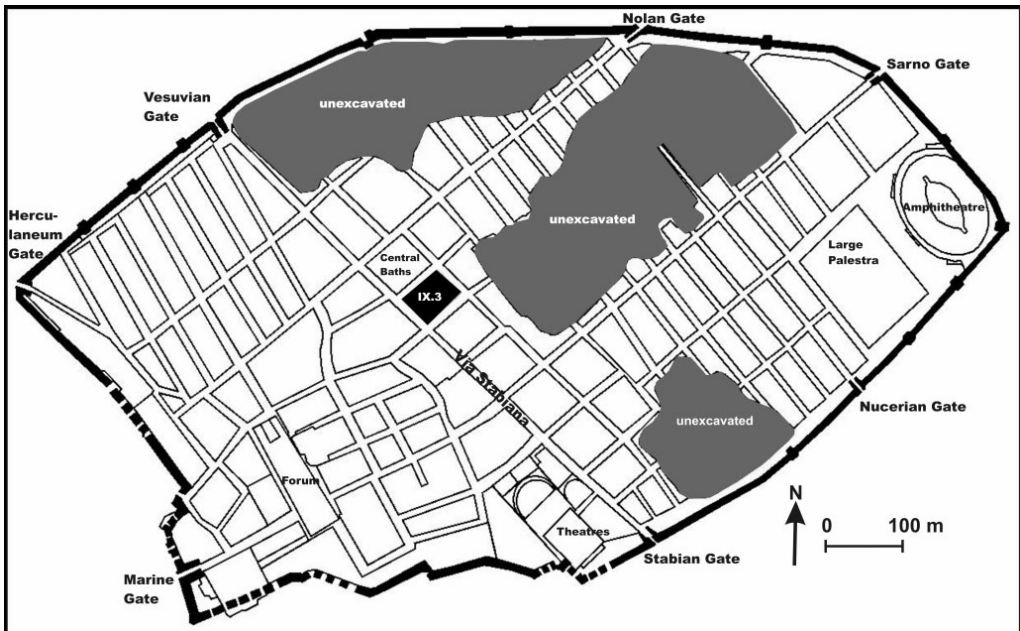 Nolan Gate
Sarno Gate
Vesuvian
Gate
unexcavated
Hercu-
laneum
Gate
Amphitheatre
unexcavated
Large
Palestra
Central
Baths
IX.3
Via Stabiana
Nucerian Gate
unexcavated
Forum
Theatres
N
0 100 m
Stabian Gate
Marine
Gate